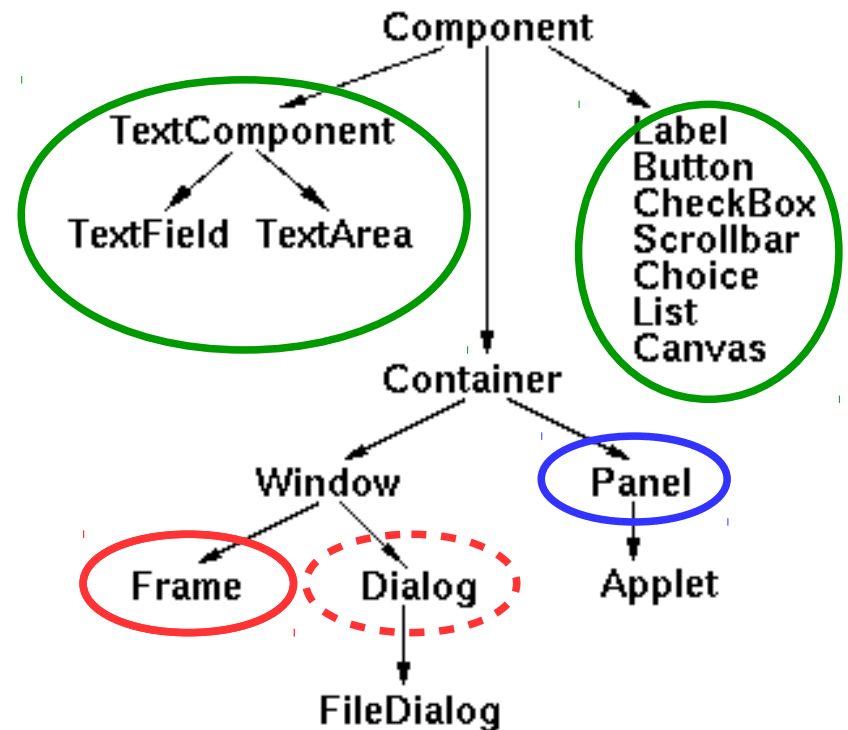 Component
TextComponent
TextField TextArea
Label
Button
CheckBox
Scrollbar
Choice
List
Canvas
Container
Window
Panel
Frame
Dialog
Applet
FileDialog